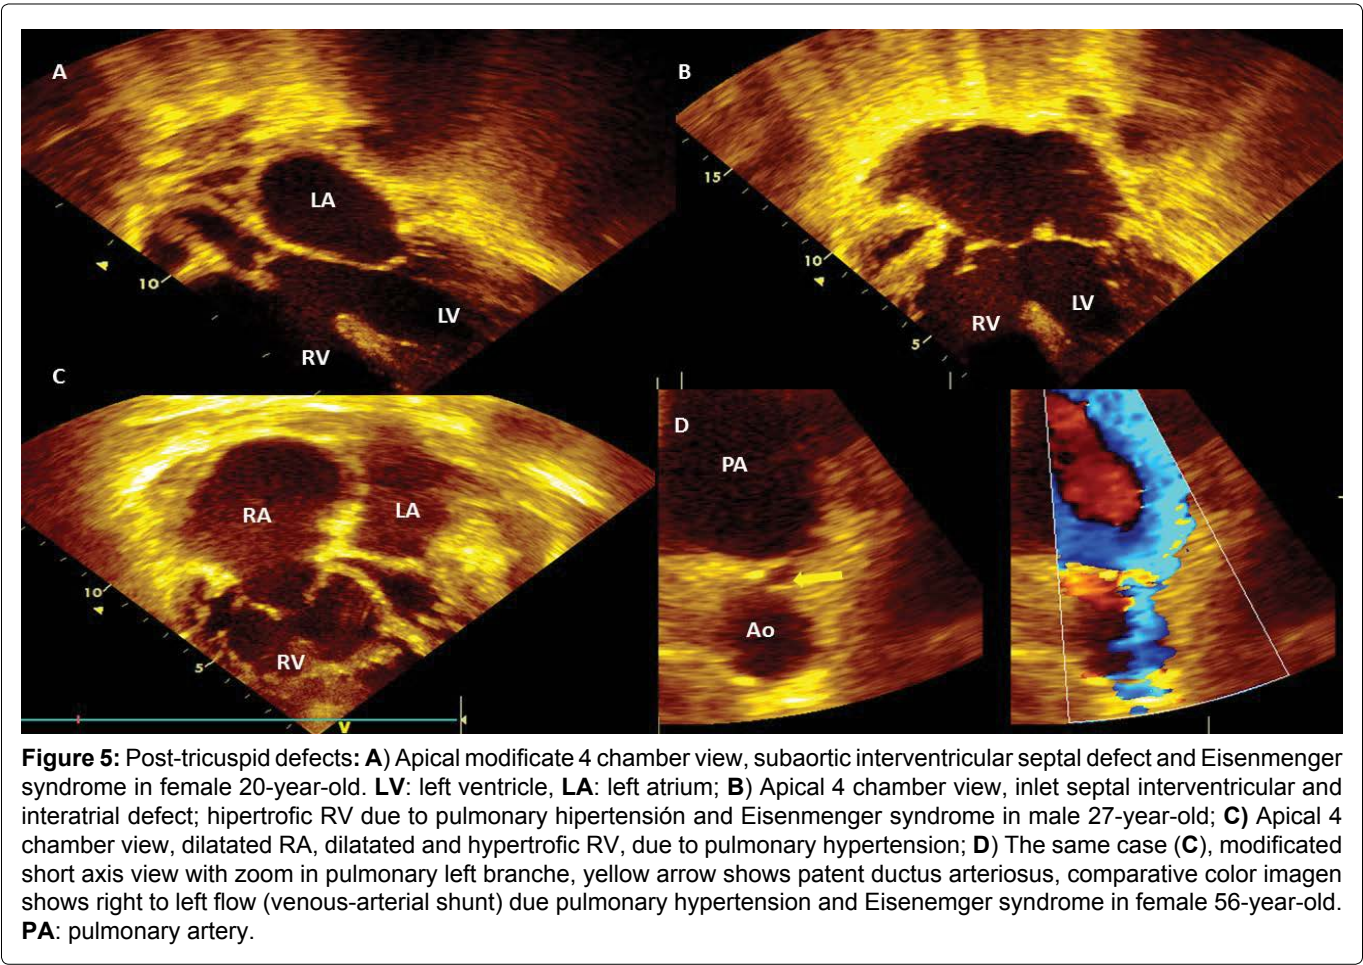 A
B
LA
15
10
10
LV
LV
RV
RV
5
C
D
PA
RA
LA
10
Ao
5
RV
V
Figure 5: Post-tricuspid defects: A) Apical modificate 4 chamber view, subaortic interventricular septal defect and Eisenmenger
syndrome in female 20-year-old. LV: left ventricle, LA: left atrium; B) Apical 4 chamber view, inlet septal interventricular and
interatrial defect; hipertrofic RV due to pulmonary hipertensión and Eisenmenger syndrome in male 27-year-old; C) Apical 4
chamber view, dilatated RA, dilatated and hypertrofic RV, due to pulmonary hypertension; D) The same case (C), modificated
short axis view with zoom in pulmonary left branche, yellow arrow shows patent ductus arteriosus, comparative color imagen
shows right to left flow (venous-arterial shunt) due pulmonary hypertension and Eisenemger syndrome in female 56-year-old.
PA: pulmonary artery.